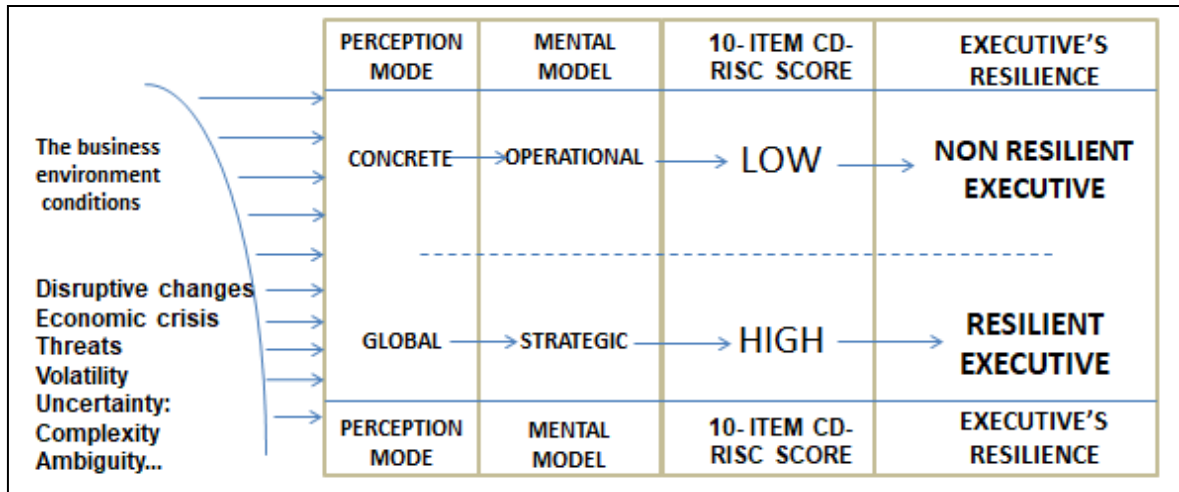 PERCEPTION
MODE
MENTAL
MODEL
10- ITEM CD-
RISC SCORE
EXECUTIVE'S
RESILIENCE
The business
environment
conditions
CONCRETE
OPERATIONAL
LOW
NON RESILIENT
EXECUTIVE
Disruptive changes
Economic crisis
Threats
Volatility
Uncertainty:
Complexity
Ambiguity...
GLOBAL
STRATEGIC
HIGH
RESILIENT
EXECUTIVE
PERCEPTION
MODE
MENTAL
MODEL
10- ITEM CD-
RISC SCORE
EXECUTIVE'S
RESILIENCE